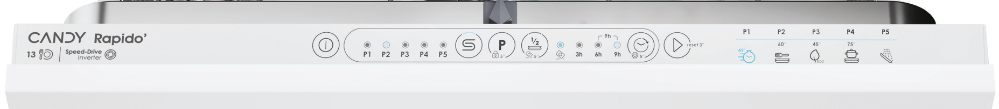 CANDY Rapido'
13 Speed-Drive
Inverter
P1 P2 P3 P4 P5
P
5"
1/2
5"
9h
3h 6h 9h
5"
reset 3"
P1 P2 P3 P4 P5
49' 60° 45° 75°
ECO